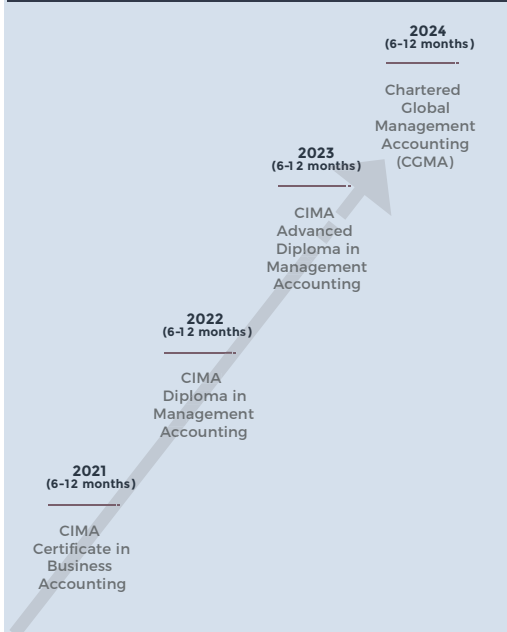 2024
(6-12 months)
Chartered
Global
Management
Accounting
(CGMA)
2023
(6-12 months)
CIMA
Advanced
Diploma in
Management
Accounting
2022
(6-12 months)
CIMA
Diploma in
Management
Accounting
2021
(6-12 months)
CIMA
Certificate in
Business
Accounting